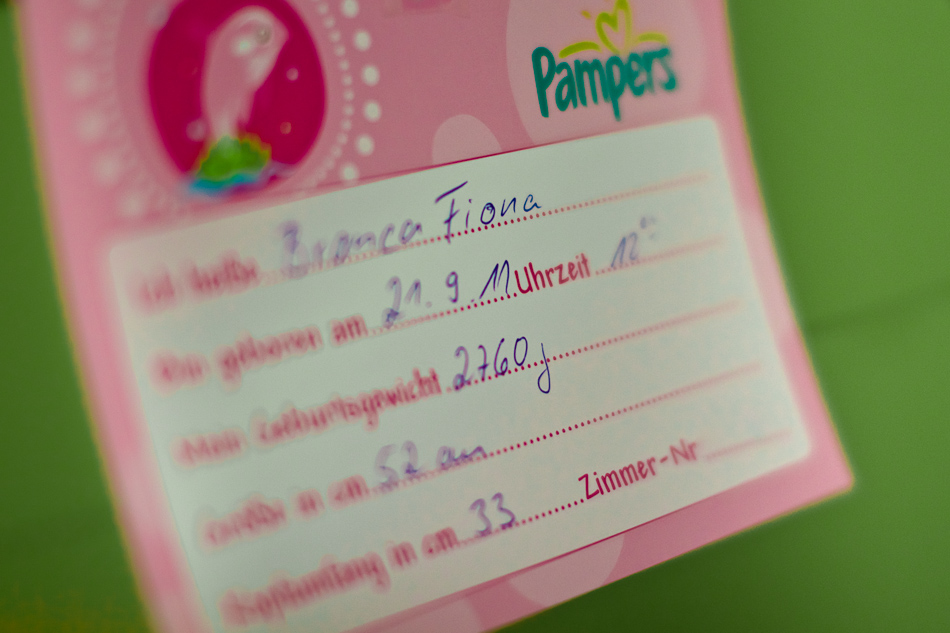 Pampers
Ich heiße Bianca Fiona
Bin geboren am 21.9.11 Uhrzeit 12
Mein Geburtsgewicht 2760 g
Größe in cm 52 cm
Kopfumfang in cm 33 Zimmer-Nr